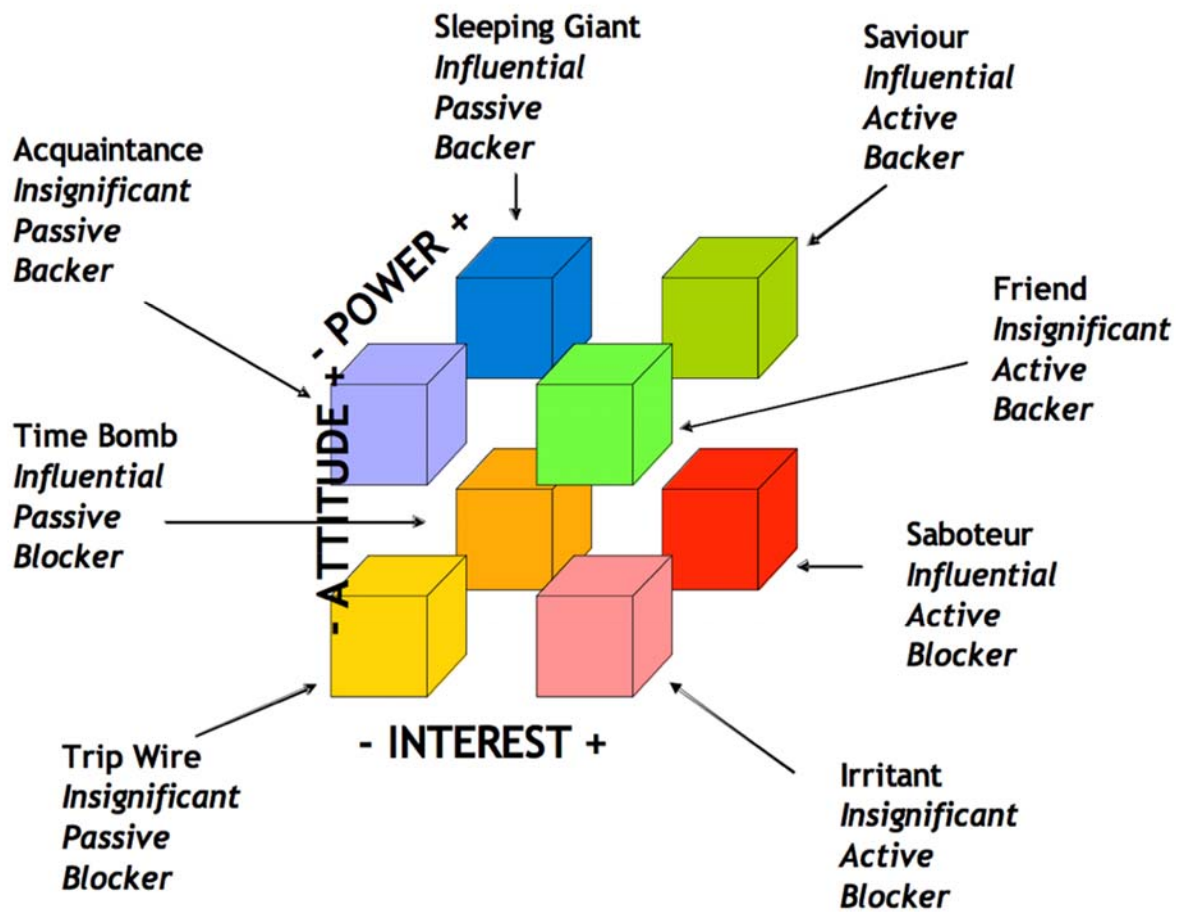 Sleeping Giant
Influential
Passive
Backer
Saviour
Influential
Active
Backer
Acquaintance
Insignificant
Passive
Backer
- POWER +
Friend
Insignificant
Active
Backer
- ATTITUDE +
Time Bomb
Influential
Passive
Blocker
Saboteur
Influential
Active
Blocker
- INTEREST +
Trip Wire
Insignificant
Passive
Blocker
Irritant
Insignificant
Active
Blocker